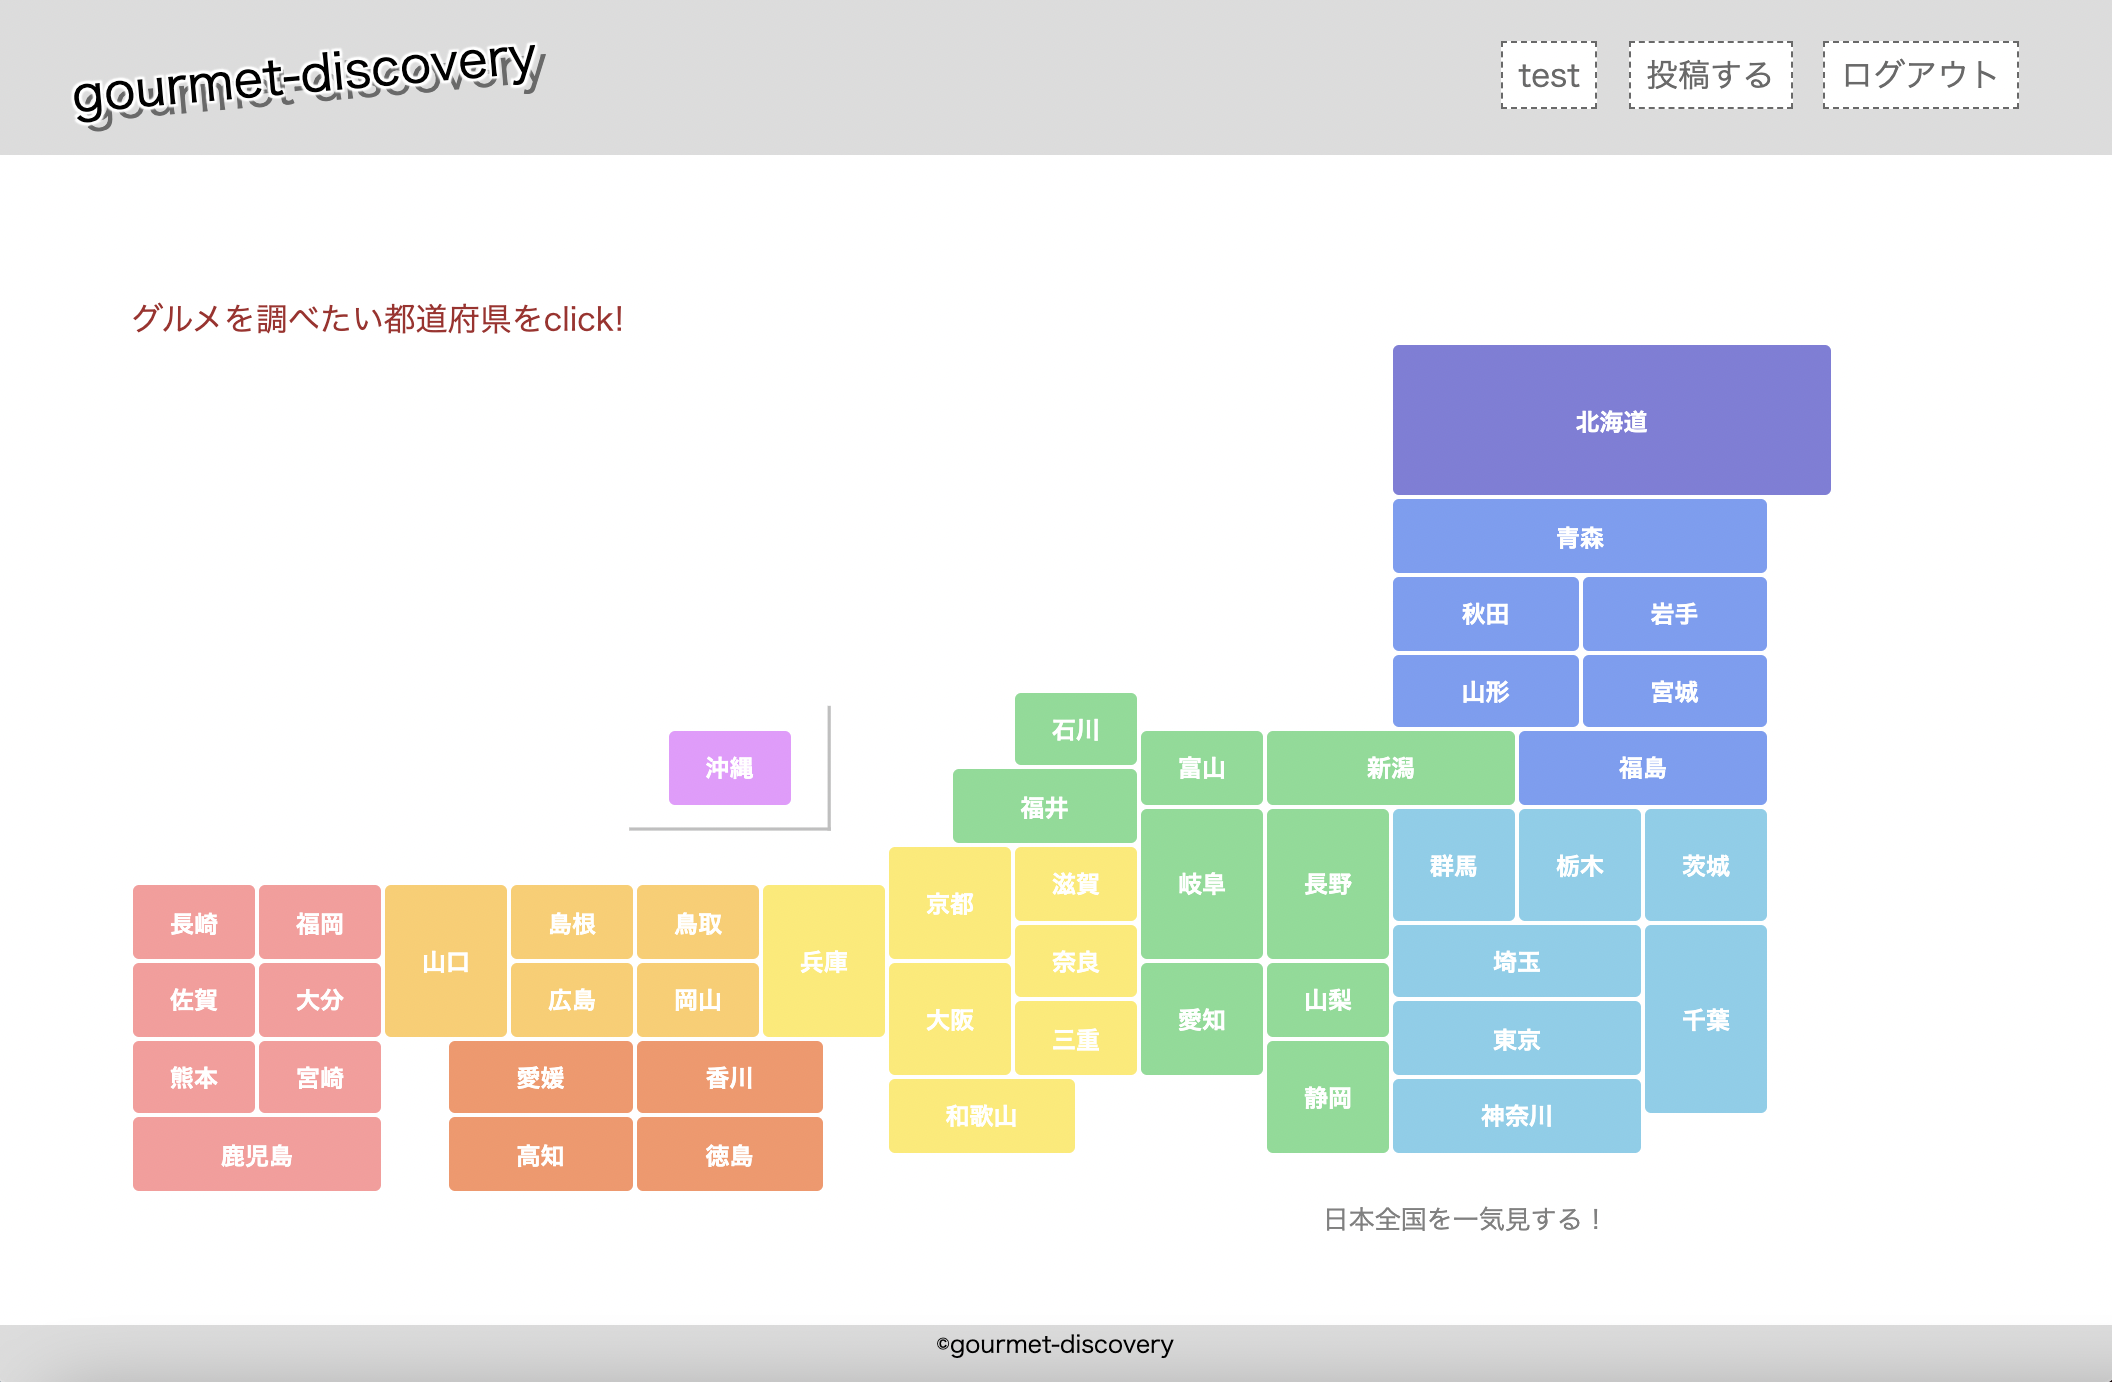 gourmet-discovery
test
投稿する
ログアウト
グルメを調べたい都道府県をclick!
北海道
青森
秋田
岩手
山形
宮城
石川
沖縄
富山
新潟
福島
福井
群馬
栃木
茨城
京都
滋賀
岐阜
長野
長崎
福岡
山口
島根
鳥取
兵庫
奈良
埼玉
千葉
佐賀
大分
広島
岡山
大阪
三重
愛知
山梨
東京
熊本
宮崎
愛媛
香川
和歌山
静岡
神奈川
鹿児島
高知
徳島
日本全国を一気見する！
©gourmet-discovery